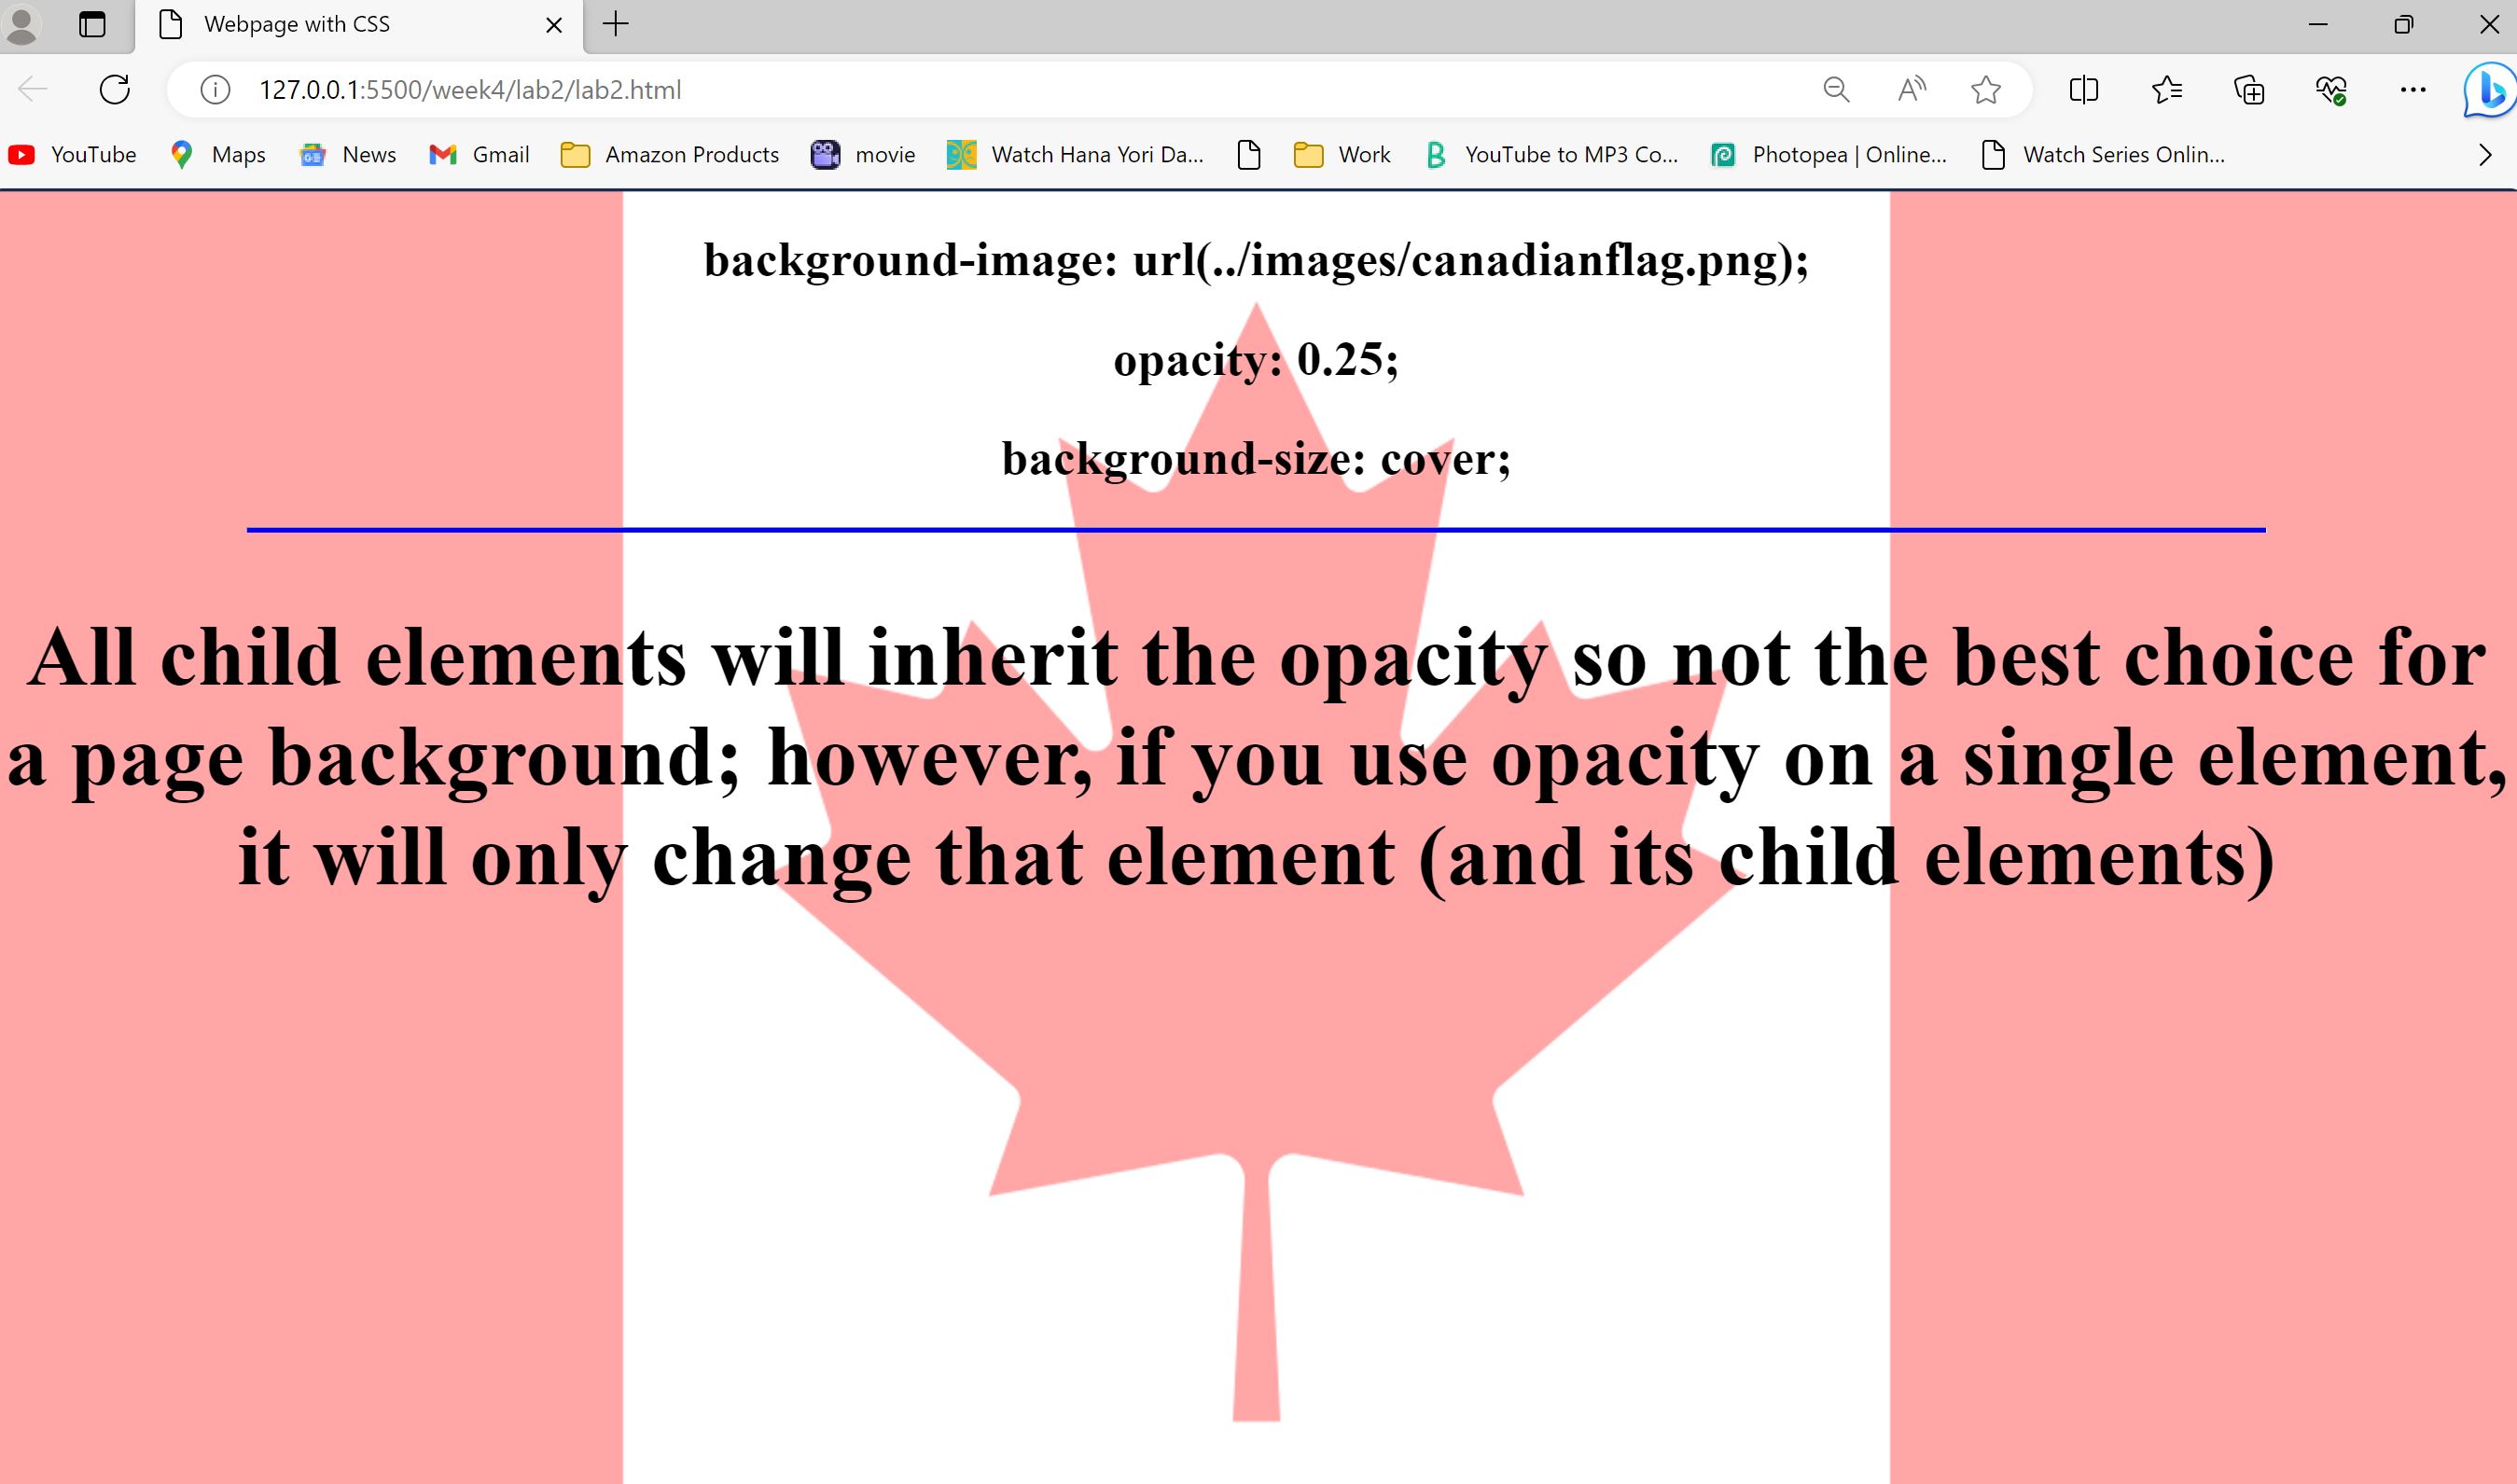 Webpage with CSS
127.0.0.1:5500/week4/lab2/lab2.html
YouTube Maps News Gmail Amazon Products movie Watch Hana Yori Da... Work YouTube to MP3 Co... Photopea | Online... Watch Series Onlin...
background-image: url(../images/canadianflag.png);
opacity: 0.25;
background-size: cover;
All child elements will inherit the opacity so not the best choice for
a page background; however, if you use opacity on a single element,
it will only change that element (and its child elements)